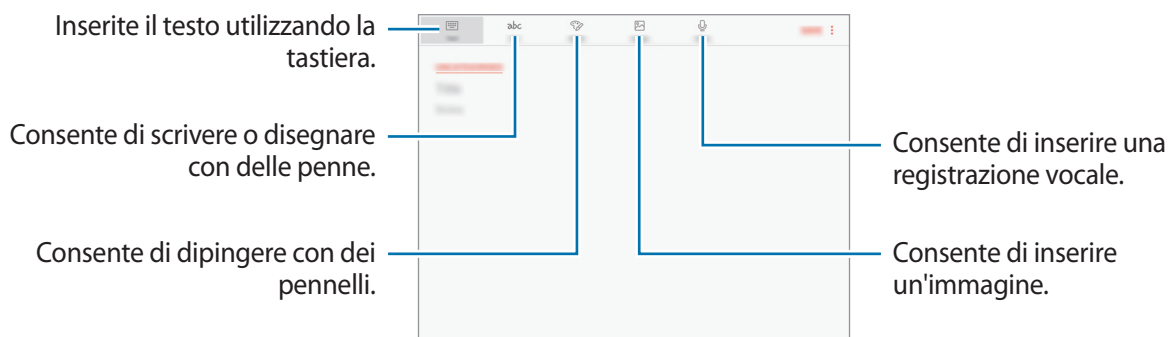 Inserite il testo utilizzando la
tastiera.
abc
Consente di scrivere o disegnare
con delle penne.
Consente di dipingere con dei
pennelli.
Consente di inserire una
registrazione vocale.
Consente di inserire
un'immagine.